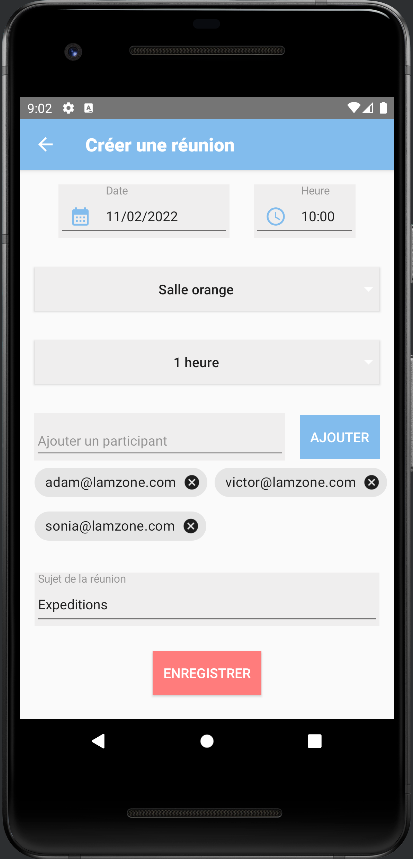 9:02
Créer une réunion
Date Heure
11/02/2022 10:00
Salle orange
1 heure
Ajouter un participant AJOUTER
adam@lamzone.com victor@lamzone.com
sonia@lamzone.com
Sujet de la réunion
Expeditions
ENREGISTRER